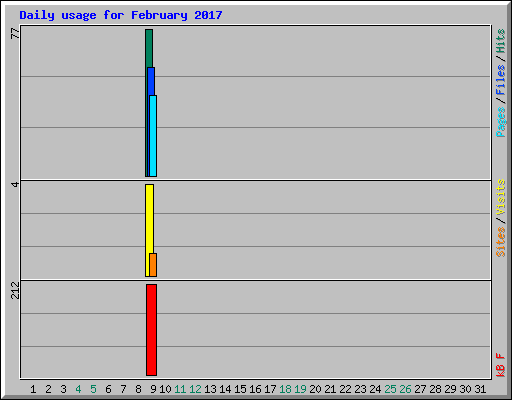 Daily usage for February 2017
77
4
212
Pages / Files / Hits
Sites / Visits
kB F
1 2 3 4 5 6 7 8 9 10 11 12 13 14 15 16 17 18 19 20 21 22 23 24 25 26 27 28 29 30 31